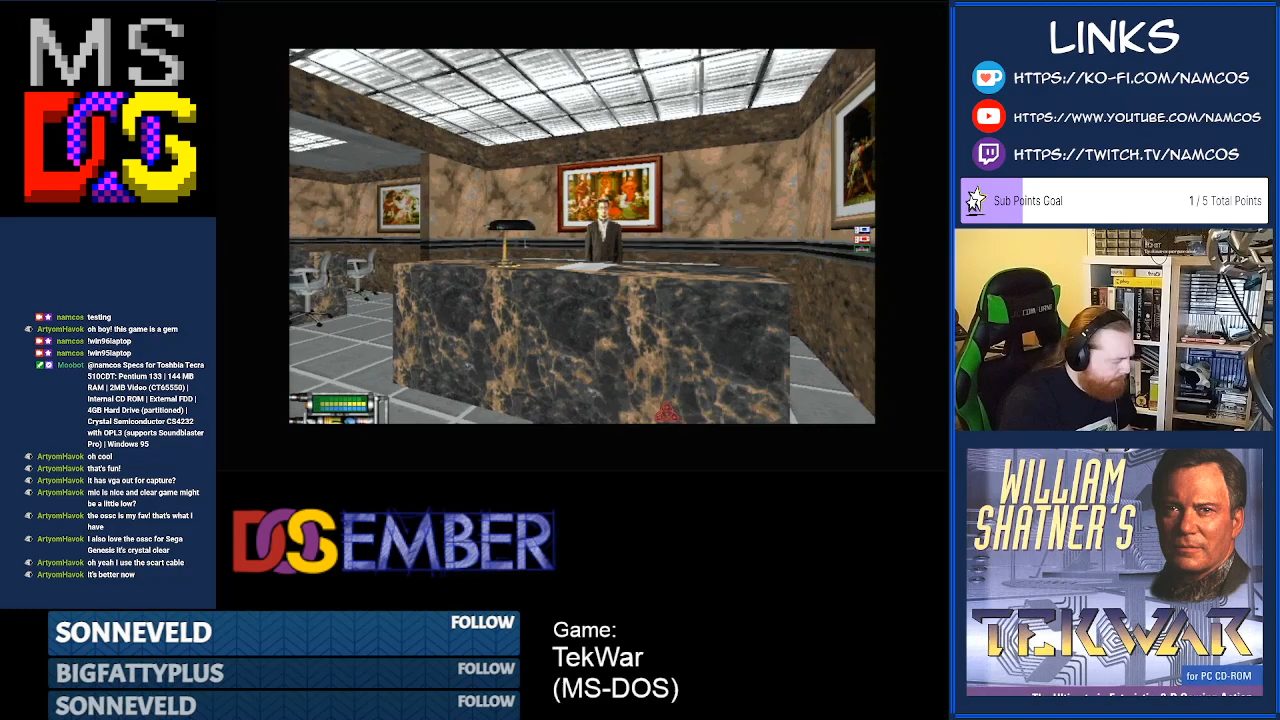 MS
DOS
namcos testing
ArtyomHavok oh boy! this game is a gem
namcos !win96laptop
namcos !win95laptop
Moobot @namcos Specs for Toshbia Tecra
510CDT: Pentium 133 | 144 MB
RAM | 2MB Video (CT65550) |
Internal CD ROM | External FDD |
4GB Hard Drive (partitioned) |
Crystal Semiconductor CS4232
with OPL3 (supports Soundblaster
Pro) | Windows 95
ArtyomHavok oh cool
ArtyomHavok that's fun!
ArtyomHavok it has vga out for capture?
ArtyomHavok mic is nice and clear game might
be a little low?
ArtyomHavok the ossc is my fav! that's what i
have
ArtyomHavok I also love the ossc for Sega
Genesis it's crystal clear
ArtyomHavok oh yeah I use the scart cable
ArtyomHavok It's better now
DOSEMBER
SONNEVELD FOLLOW
BIGFATTYPLUS FOLLOW
SONNEVELD FOLLOW
Game:
TekWar
(MS-DOS)
LINKS
HTTPS://KO-FI.COM/NAMCOS
HTTPS://WWW.YOUTUBE.COM/NAMCOS
HTTPS://TWITCH.TV/NAMCOS
Sub Points Goal 1 / 5 Total Points
WILLIAM
SHATNER'S
TEKWAR
for PC CD-ROM